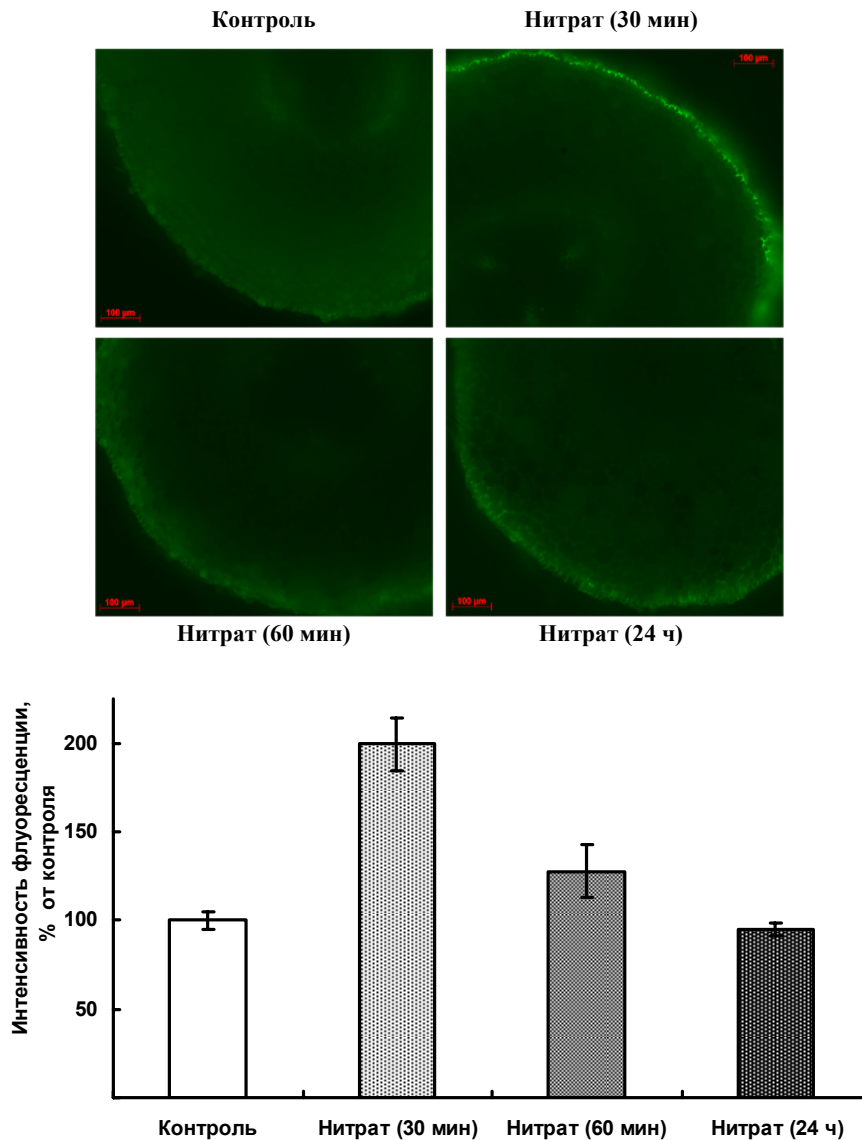 Контроль
Нитрат (30 мин)
100 µm
100 µm
100 µm
100 µm
Нитрат (60 мин)
Нитрат (24 ч)
Интенсивность флуоресценции,
% от контроля
200
150
100
50
Контроль
Нитрат (30 мин)
Нитрат (60 мин)
Нитрат (24 ч)